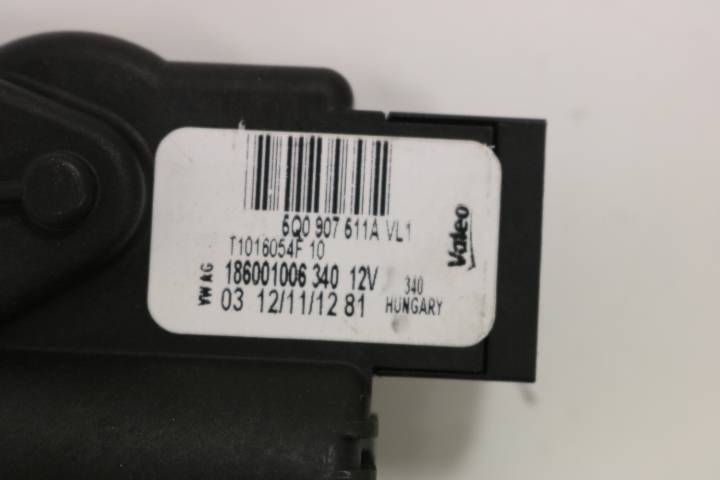 6Q0 907 511A VL1
T1016054F 10
VW AG
186001006 340 12V
03 12/11/12 81
340
HUNGARY
Valeo